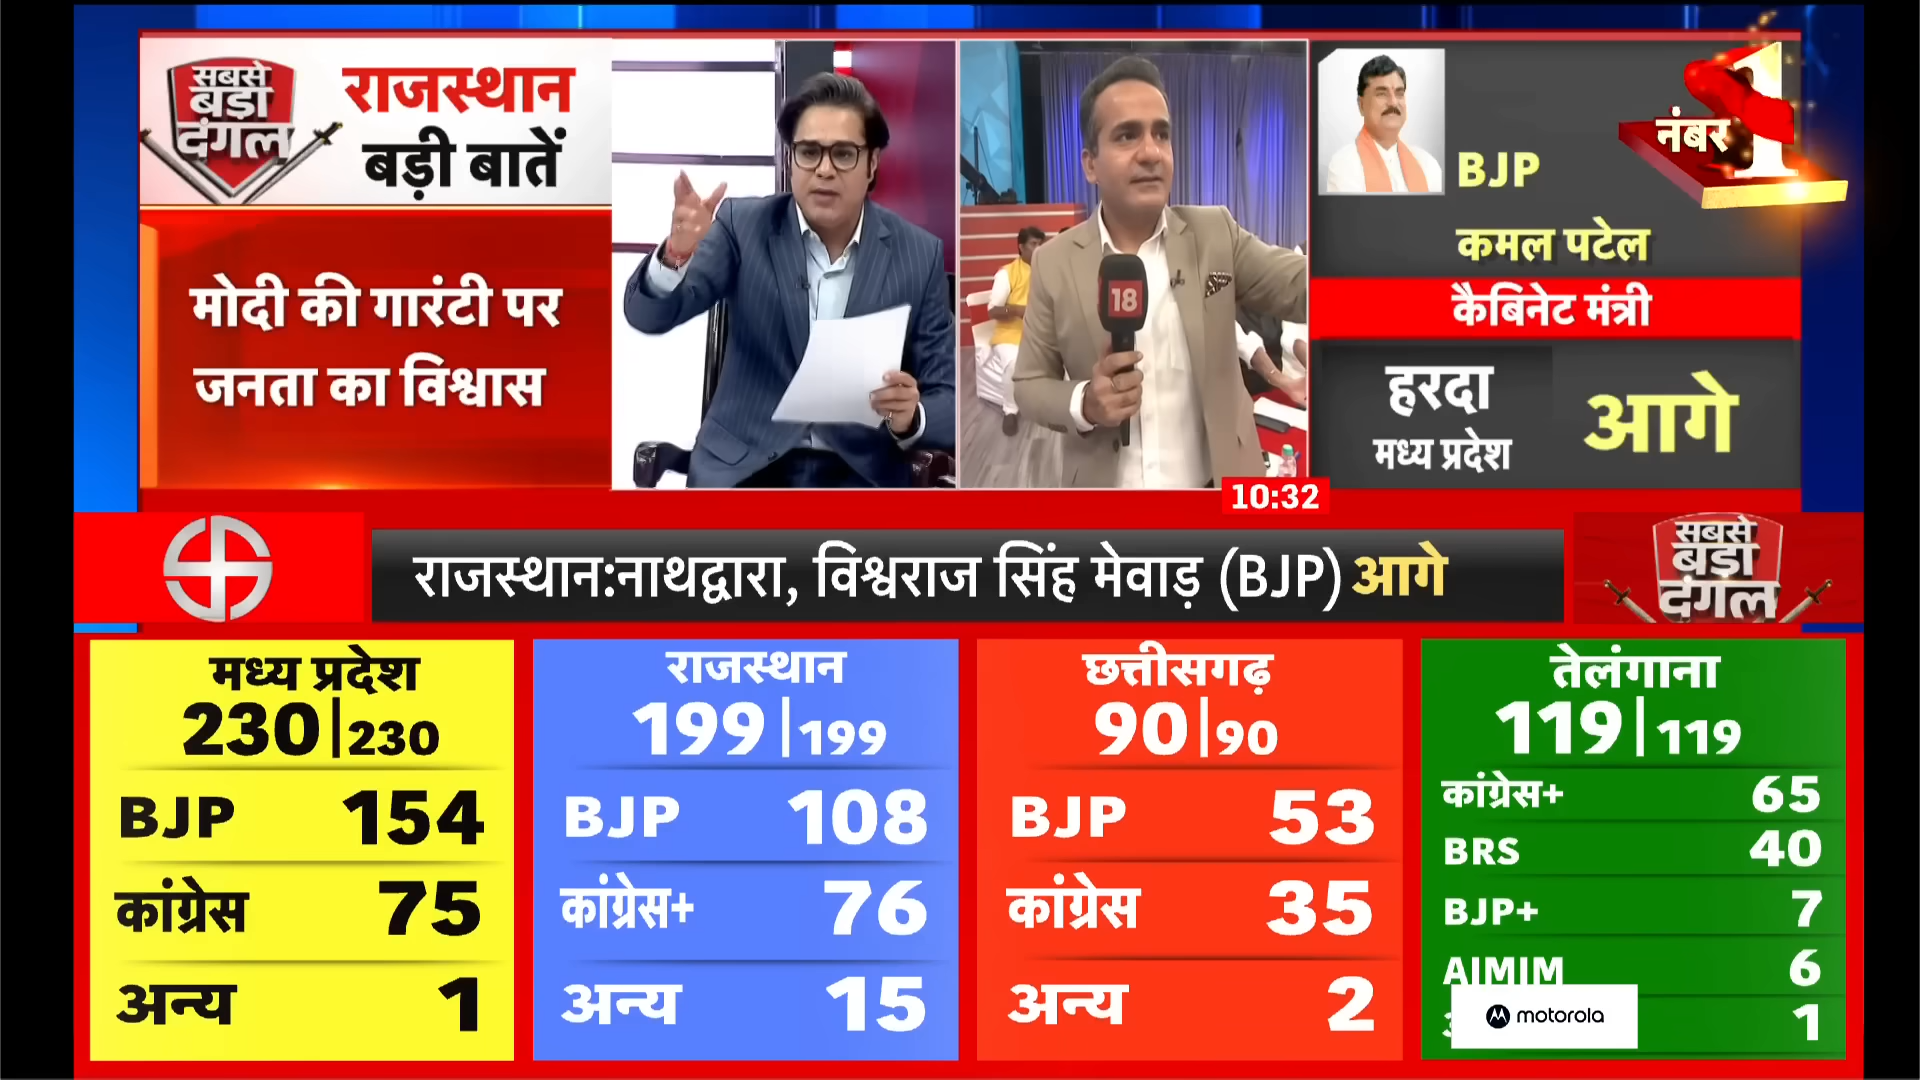 सबसे
बड़ा
दंगल
राजस्थान
बड़ी बातें
मोदी की गारंटी पर
जनता का विश्वास
18
BJP
कमल पटेल
कैबिनेट मंत्री
हरदा
मध्य प्रदेश
आगे
नंबर 1
10:32
राजस्थान:नाथद्वारा, विश्वराज सिंह मेवाड़ (BJP) आगे
सबसे
बड़ा
दंगल
मध्य प्रदेश
230|230
BJP 154
कांग्रेस 75
अन्य 1
राजस्थान
199|199
BJP 108
कांग्रेस+ 76
अन्य 15
छत्तीसगढ़
90|90
BJP 53
कांग्रेस 35
अन्य 2
तेलंगाना
119|119
कांग्रेस+ 65
BRS 40
BJP+ 7
AIMIM 6
1
motorola